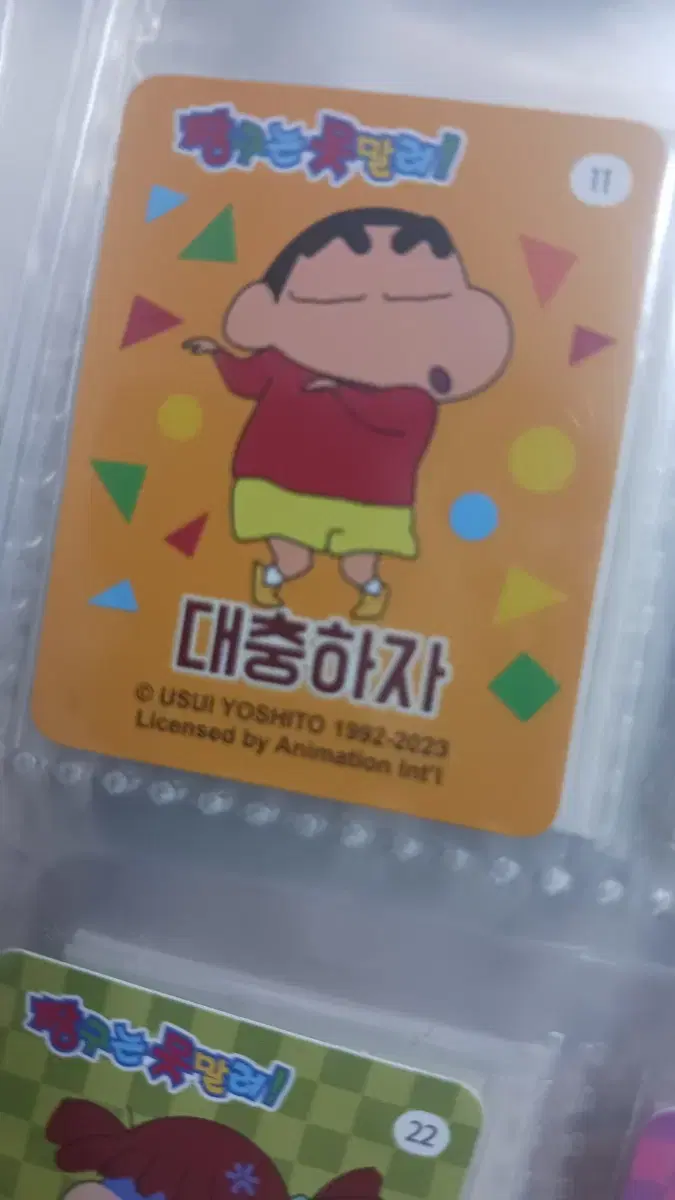 짱구는 못말려!
11
대충하자
© USUI YOSHITO 1992-2023
Licensed by Animation Int'l
짱구는 못말려!
22